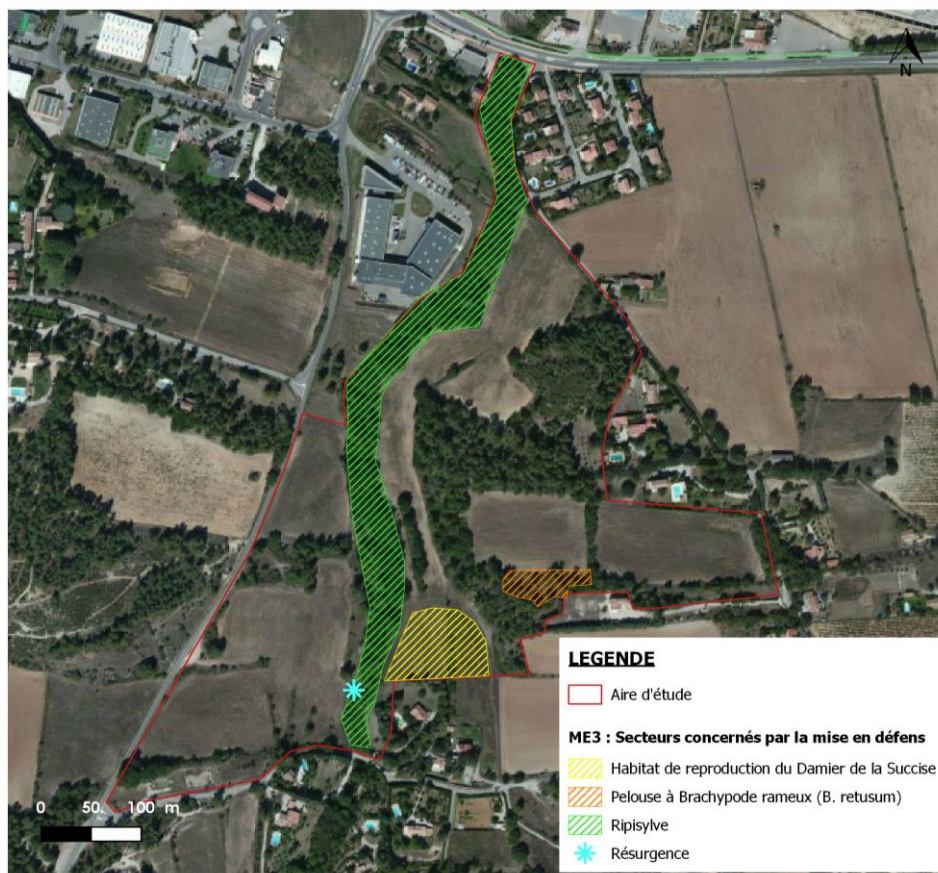 N
LEGENDE
Aire d'étude
ME3 : Secteurs concernés par la mise en défens
Habitat de reproduction du Damier de la Succise
Pelouse à Brachypode rameux (B. retusum)
Ripisylve
Résurgence
0 50 100 m